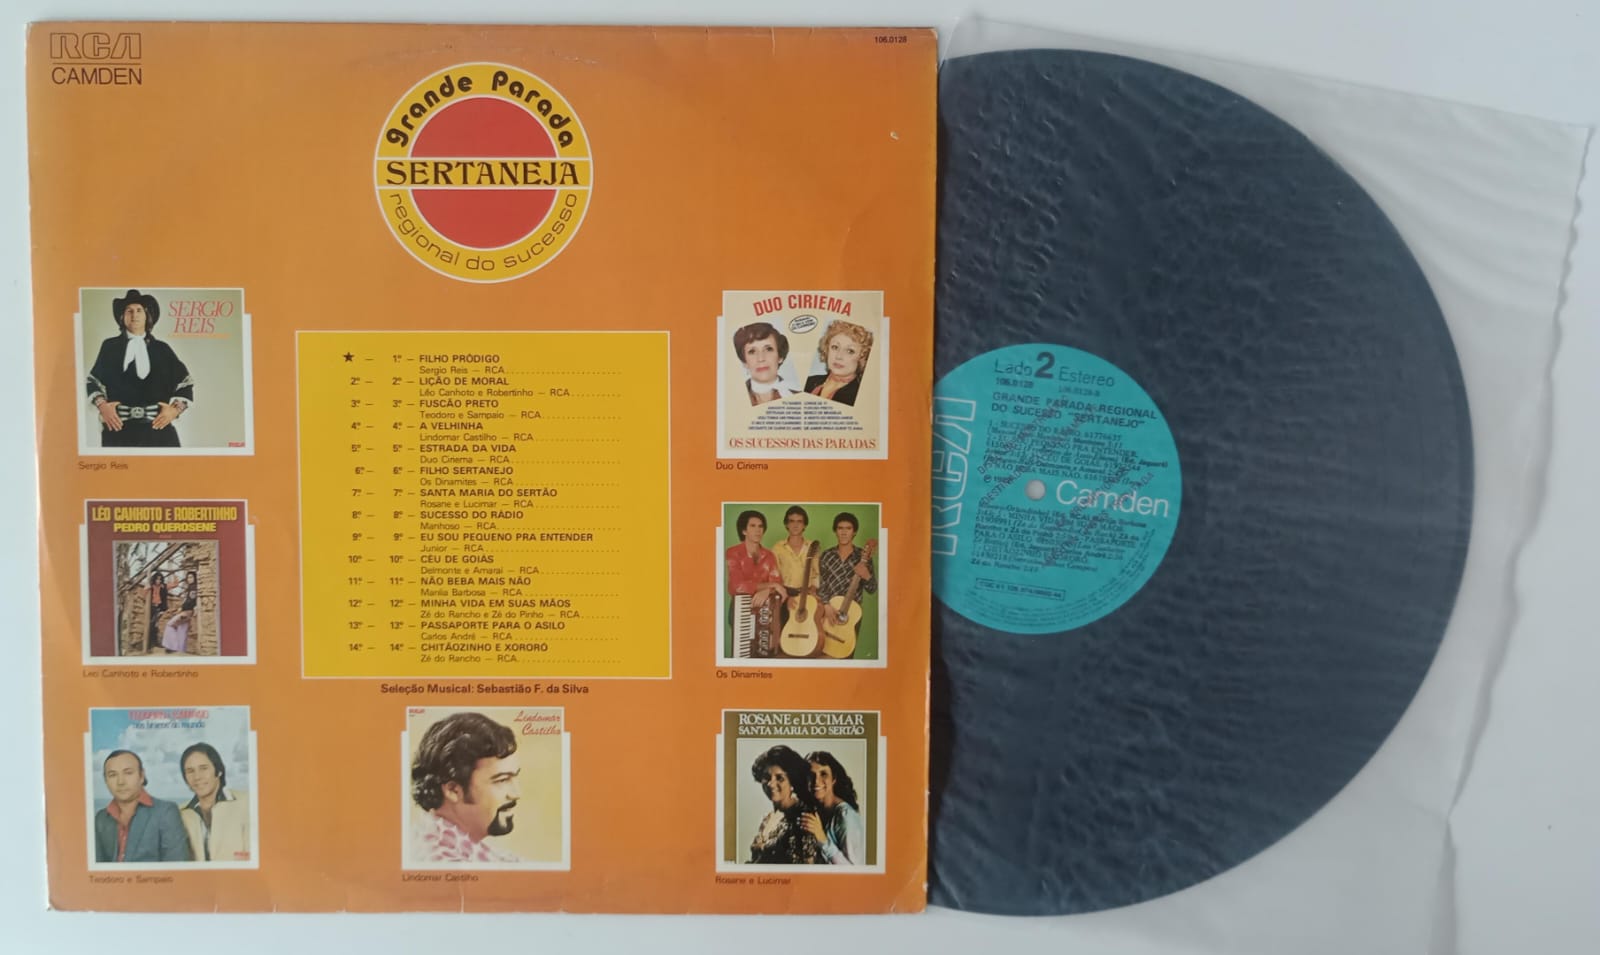 RCA
CAMDEN
106.0128
Grande Parada
SERTANEJA
regional do sucesso
SERGIO
REIS
RCA
Sergio Reis
DUO CIRIEMA
OS SUCESSOS DAS PARADAS
Duo Ciriema
★ — 1º — FILHO PRÓDIGO
Sergio Reis — RCA
2º — 2º — LIÇÃO DE MORAL
Léo Canhoto e Robertinho — RCA
3º — 3º — FUSCÃO PRETO
Teodoro e Sampaio — RCA
4º — 4º — A VELHINHA
Lindomar Castilho — RCA
5º — 5º — ESTRADA DA VIDA
Duo Ciriema — RCA
6º — 6º — FILHO SERTANEJO
Os Dinamites — RCA
7º — 7º — SANTA MARIA DO SERTÃO
Rosane e Lucimar — RCA
8º — 8º — SUCESSO DO RÁDIO
Manhoso — RCA
9º — 9º — EU SOU PEQUENO PRA ENTENDER
Junior — RCA
10º — 10º — CÉU DE GOIÁS
Delmonte e Amaraí — RCA
11º — 11º — NÃO BEBA MAIS NÃO
Marília Barbosa — RCA
12º — 12º — MINHA VIDA EM SUAS MÃOS
Zé do Rancho e Zé do Pinho — RCA
13º — 13º — PASSAPORTE PARA O ASILO
Carlos André — RCA
14º — 14º — CHITÃOZINHO E XORORÓ
Zé do Rancho — RCA
Seleção Musical: Sebastião F. da Silva
LÉO CANHOTO E ROBERTINHO
PEDRO QUEROSENE
Leo Canhoto e Robertinho
Os Dinamites
Teodoro e Sampaio
RCA
Lindomar
Castilho
Lindomar Castilho
ROSANE e LUCIMAR
SANTA MARIA DO SERTÃO
Rosane e Lucimar
Lado 2 Estereo
106.0128
106.0128-B
GRANDE PARADA REGIONAL
DO SUCESSO "SERTANEJO"
RCA
Camden